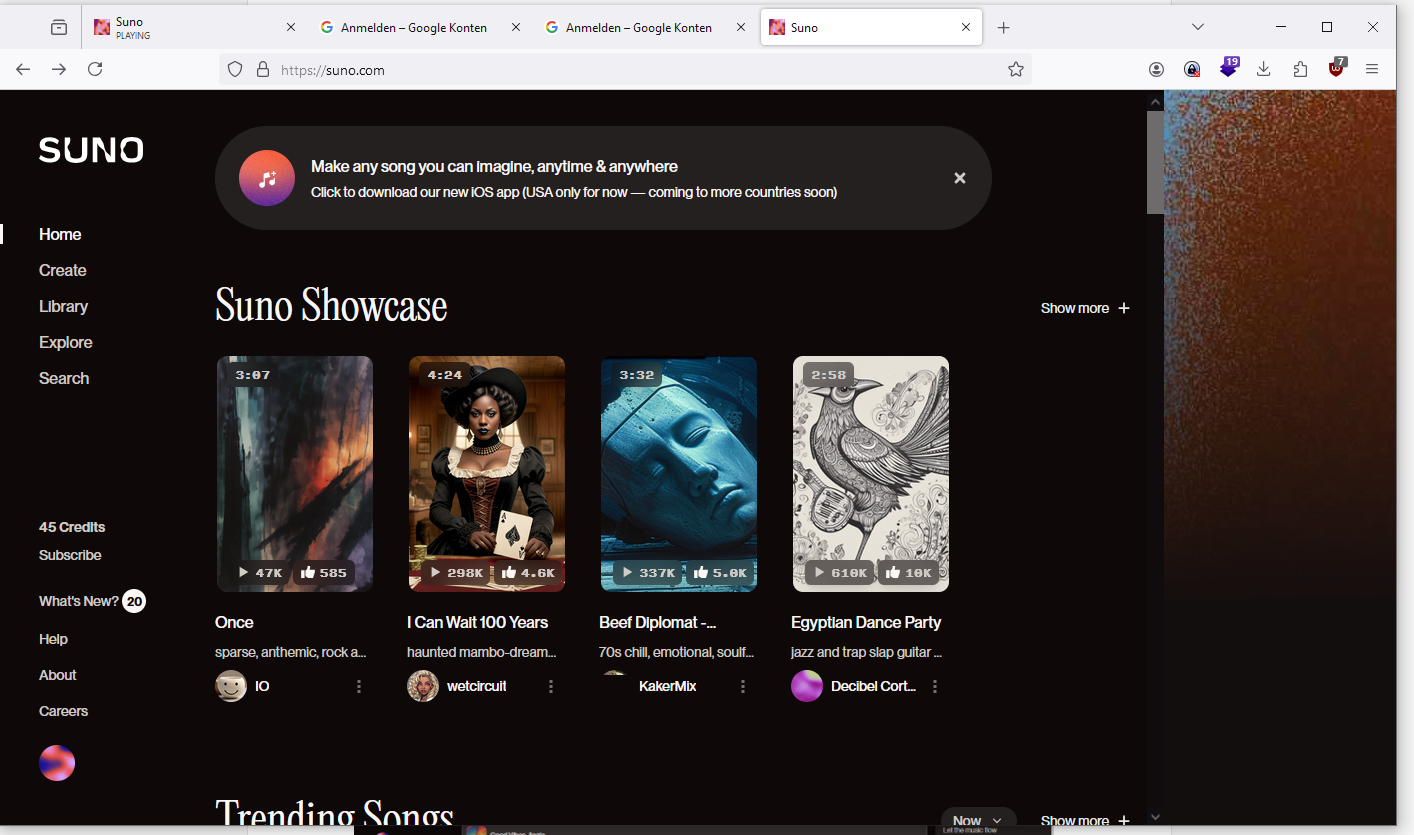 Suno
PLAYING
Anmelden – Google Konten
Anmelden – Google Konten
Suno
https://suno.com
19
7
SUNO
Make any song you can imagine, anytime & anywhere
Click to download our new iOS app (USA only for now — coming to more countries soon)
Home
Create
Library
Explore
Search
45 Credits
Subscribe
What's New? 20
Help
About
Careers
Suno Showcase
Show more
3:07
4:24
3:32
2:58
47K 585
298K 4.6K
337K 5.0K
610K 10K
Once
I Can Wait 100 Years
Beef Diplomat -...
Egyptian Dance Party
sparse, anthemic, rock a...
haunted mambo-dream...
70s chill, emotional, soulf...
jazz and trap slap guitar ...
IO
wetcircuit
KakerMix
Decibel Cort...
Trending Songs
Now
Show more
Let the music flow